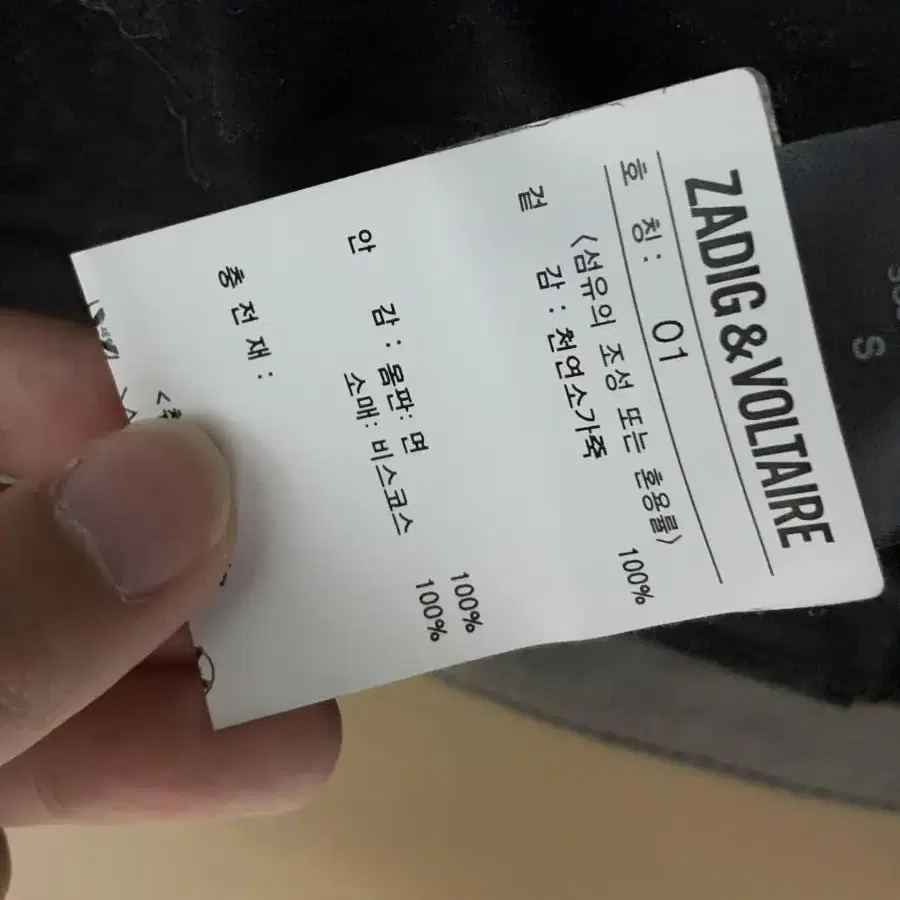 ZADIG & VOLTAIRE
호 칭 : 01
<섬유의 조성 또는 혼용률>
겉 감 : 천연소가죽 100%
안 감 : 몸판: 면 100%
소매: 비스코스 100%
충 전 재 :
S